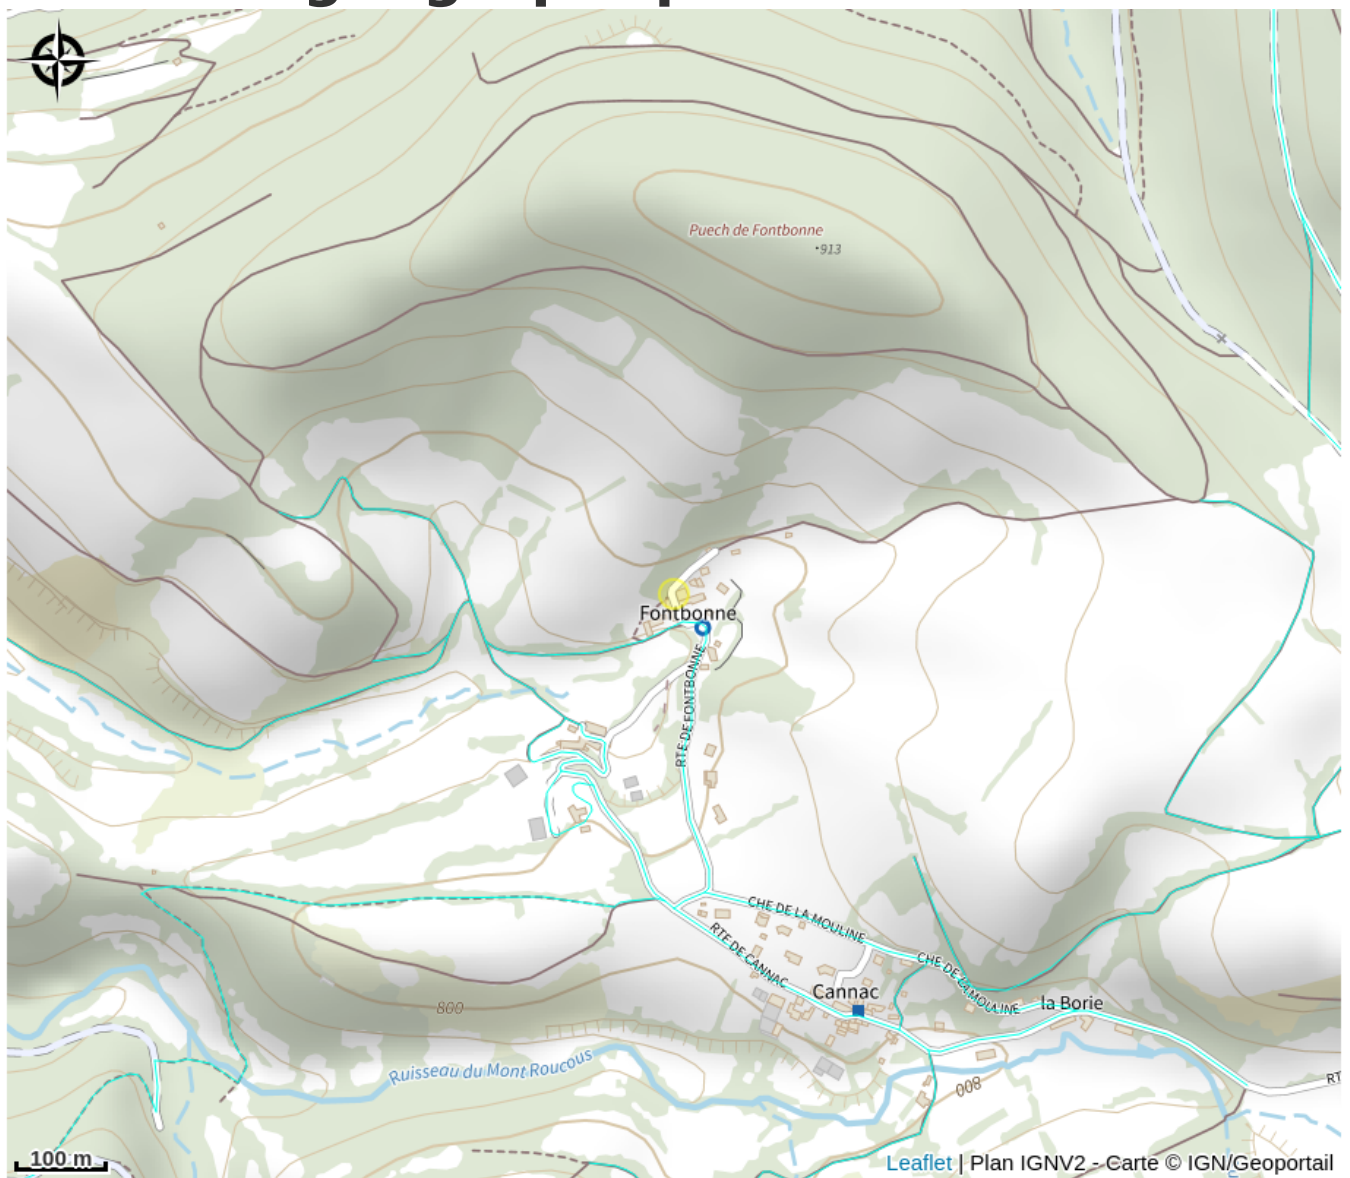 Puech de Fontbonne
913
Fontbonne
RTE DE FONTBONNE
CHE DE LA MOULINE
RTE DE CANNAC
CHE DE LA MOULINE
Cannac
la Borie
800
Ruisseau du Mont Roucous
800
RT
100 m
Leaflet | Plan IGNV2 - Carte © IGN/Geoportail